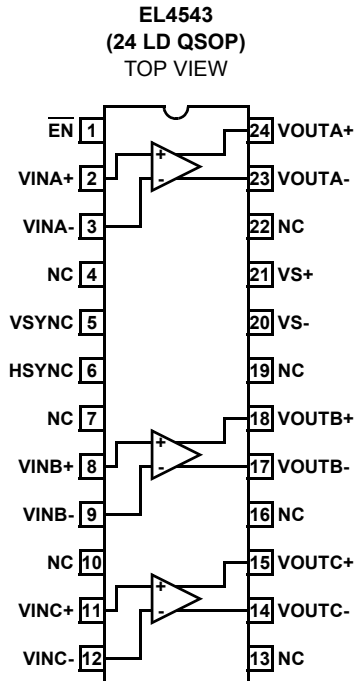 EL4543
(24 LD QSOP)
TOP VIEW
EN 1
24 VOUTA+
VINA+ 2
+
-
23 VOUTA-
VINA- 3
22 NC
NC 4
21 VS+
VSYNC 5
20 VS-
HSYNC 6
19 NC
NC 7
18 VOUTB+
VINB+ 8
+
-
17 VOUTB-
VINB- 9
16 NC
NC 10
15 VOUTC+
VINC+ 11
+
-
14 VOUTC-
VINC- 12
13 NC